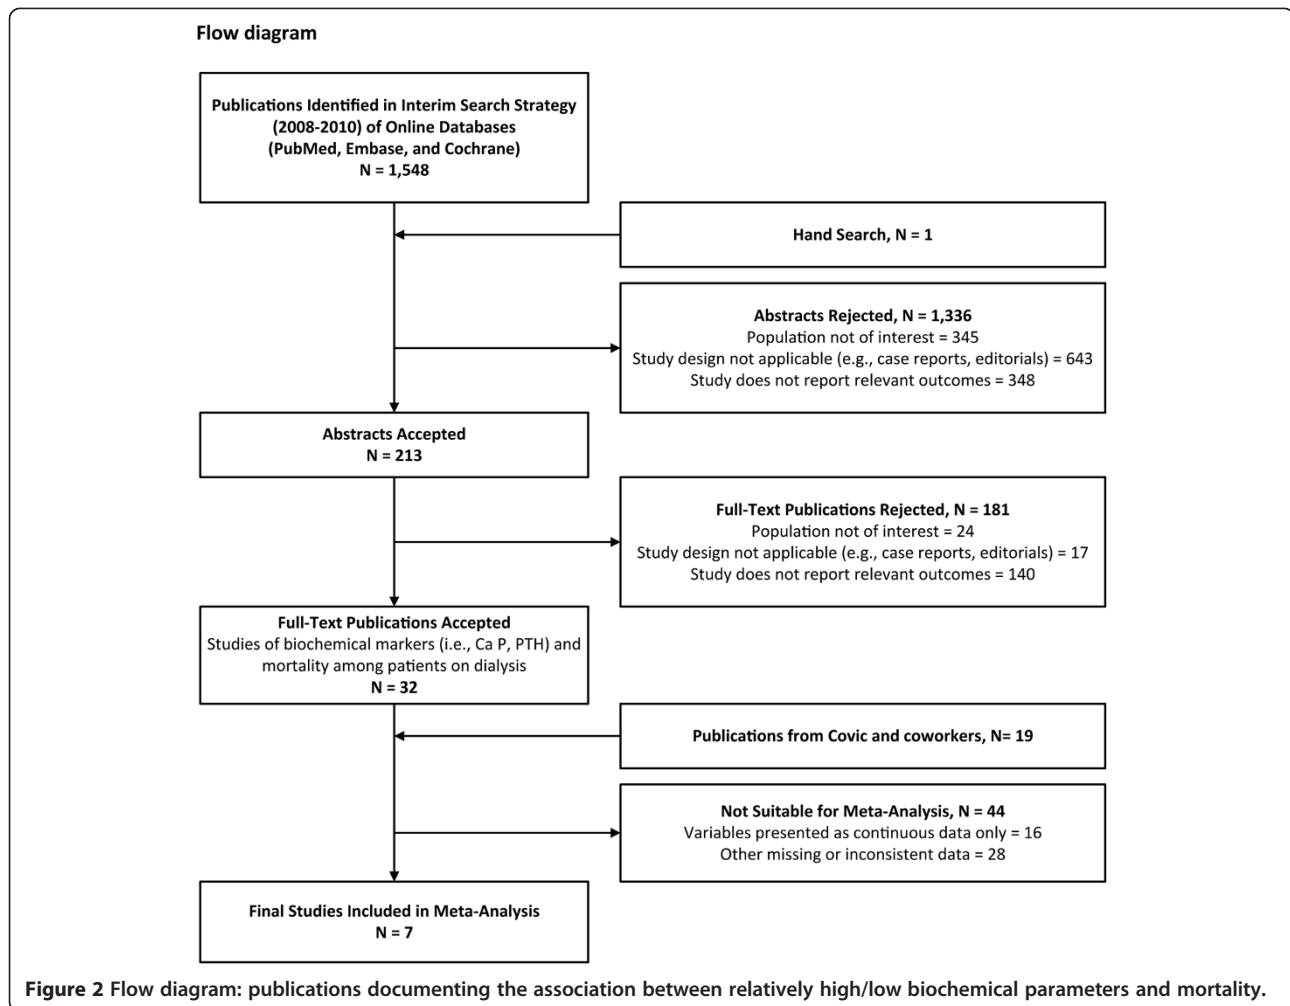 Flow diagram
Publications Identified in Interim Search Strategy
(2008-2010) of Online Databases
(PubMed, Embase, and Cochrane)
N = 1,548
Hand Search, N = 1
Abstracts Rejected, N = 1,336
Population not of interest = 345
Study design not applicable (e.g., case reports, editorials) = 643
Study does not report relevant outcomes = 348
Abstracts Accepted
N = 213
Full-Text Publications Rejected, N = 181
Population not of interest = 24
Study design not applicable (e.g., case reports, editorials) = 17
Study does not report relevant outcomes = 140
Full-Text Publications Accepted
Studies of biochemical markers (i.e., Ca P, PTH) and
mortality among patients on dialysis
N = 32
Publications from Covic and coworkers, N= 19
Not Suitable for Meta-Analysis, N = 44
Variables presented as continuous data only = 16
Other missing or inconsistent data = 28
Final Studies Included in Meta-Analysis
N = 7
Figure 2 Flow diagram: publications documenting the association between relatively high/low biochemical parameters and mortality.